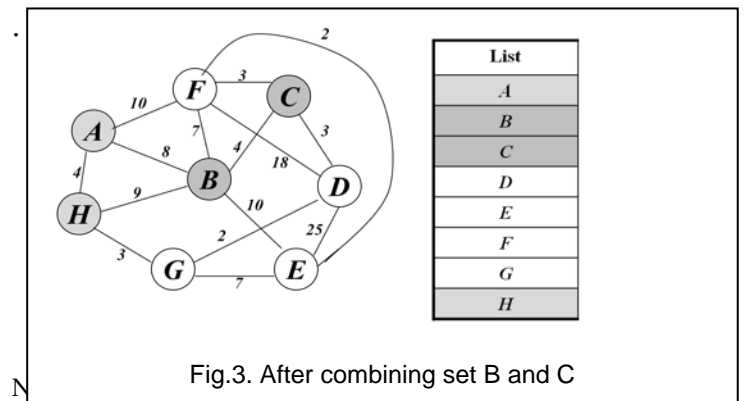 2
3
F
C
10
A
7
4
3
8
18
4
B
D
9
H
10
2
25
3
G
E
7
List
A
B
C
D
E
F
G
H
Fig.3. After combining set B and C
N